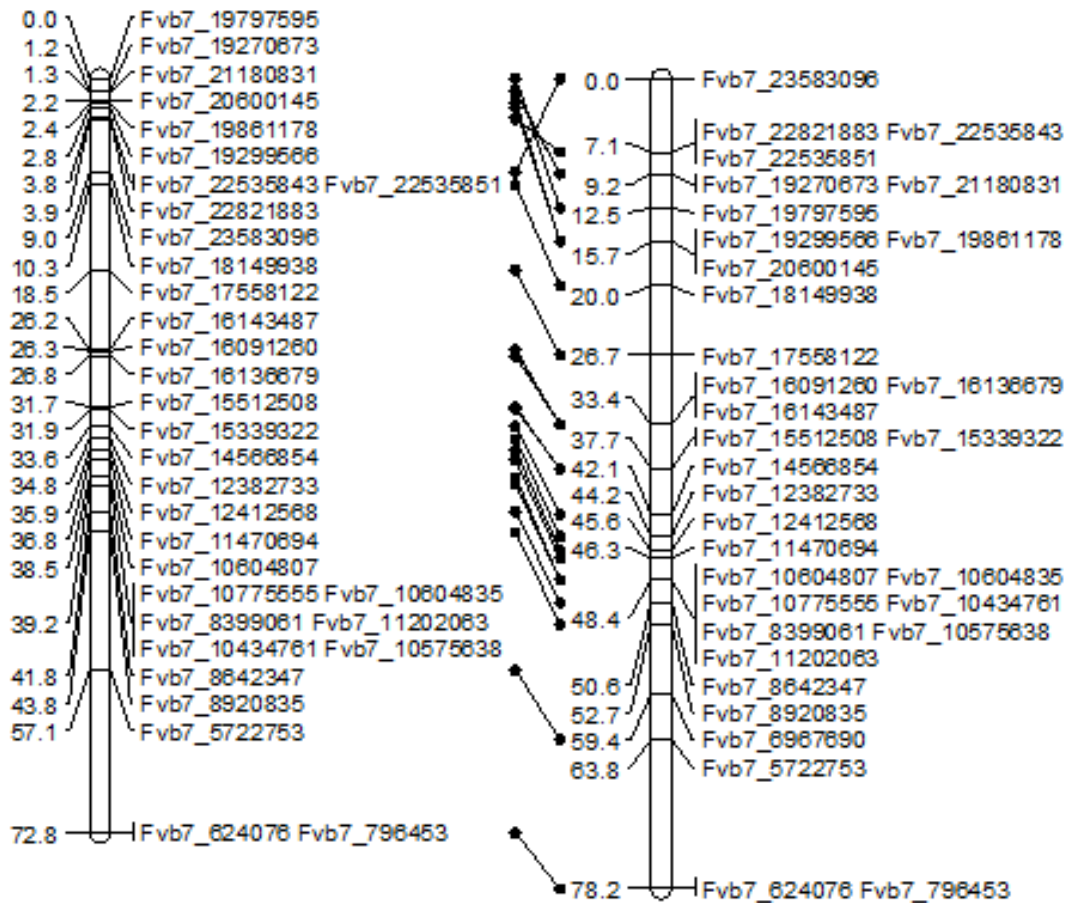 0.0 Fvb7_19797595
1.2 Fvb7_19270673
1.3 Fvb7_21180831
2.2 Fvb7_20600145
2.4 Fvb7_19861178
2.8 Fvb7_19299566
3.8 Fvb7_22535843 Fvb7_22535851
3.9 Fvb7_22821883
9.0 Fvb7_23583096
10.3 Fvb7_18149938
18.5 Fvb7_17558122
26.2 Fvb7_16143487
26.3 Fvb7_16091260
26.8 Fvb7_16136679
31.7 Fvb7_15512508
31.9 Fvb7_15339322
33.6 Fvb7_14566854
34.8 Fvb7_12382733
35.9 Fvb7_12412568
36.8 Fvb7_11470694
38.5 Fvb7_10604807
Fvb7_10775555 Fvb7_10604835
39.2 Fvb7_8399061 Fvb7_11202063
Fvb7_10434761 Fvb7_10575638
41.8 Fvb7_8642347
43.8 Fvb7_8920835
57.1 Fvb7_5722753
72.8 Fvb7_624076 Fvb7_796453
0.0 Fvb7_23583096
Fvb7_22821883 Fvb7_22535843
7.1
Fvb7_22535851
9.2 Fvb7_19270673 Fvb7_21180831
12.5 Fvb7_19797595
Fvb7_19299566 Fvb7_19861178
15.7
Fvb7_20600145
20.0 Fvb7_18149938
26.7 Fvb7_17558122
Fvb7_16091260 Fvb7_16136679
33.4
Fvb7_16143487
37.7 Fvb7_15512508 Fvb7_15339322
42.1 Fvb7_14566854
44.2 Fvb7_12382733
45.6 Fvb7_12412568
46.3 Fvb7_11470694
Fvb7_10604807 Fvb7_10604835
Fvb7_10775555 Fvb7_10434761
48.4
Fvb7_8399061 Fvb7_10575638
Fvb7_11202063
50.6 Fvb7_8642347
52.7 Fvb7_8920835
59.4 Fvb7_6967690
63.8 Fvb7_5722753
78.2 Fvb7_624076 Fvb7_796453